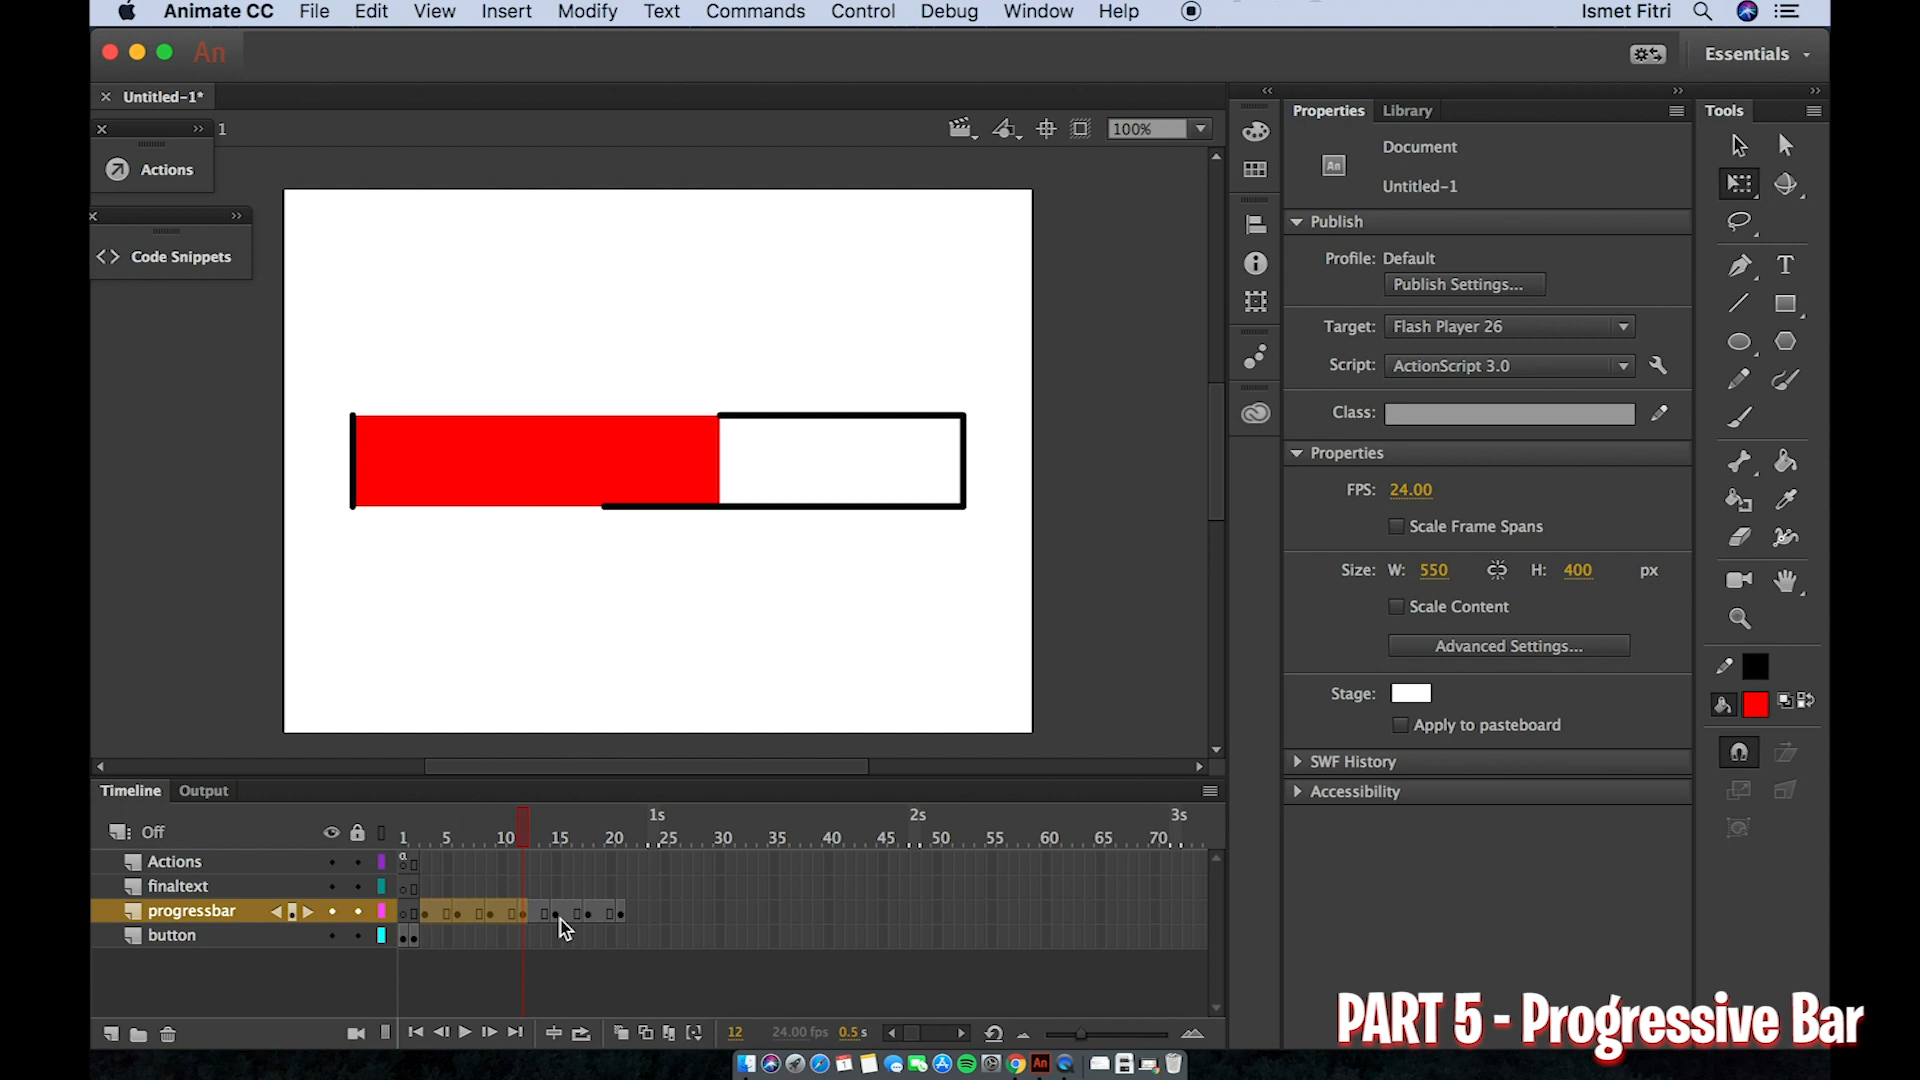 Animate CC File Edit View Insert Modify Text Commands Control Debug Window Help Ismet Fitri
An Essentials
Untitled-1*
1 100%
Actions
Code Snippets
Properties Library
An Document
Untitled-1
Publish
Profile: Default
Publish Settings...
Target: Flash Player 26
Script: ActionScript 3.0
Class:
Properties
FPS: 24.00
Scale Frame Spans
Size: W: 550 H: 400 px
Scale Content
Advanced Settings...
Stage:
Apply to pasteboard
SWF History
Accessibility
Tools
T
Timeline Output
1s 2s 3s
Off 1 5 10 15 20 25 30 35 40 45 50 55 60 65 70
Actions a
finaltext
progressbar
button
12 24.00 fps 0.5 s
PART 5 - Progressive Bar
An